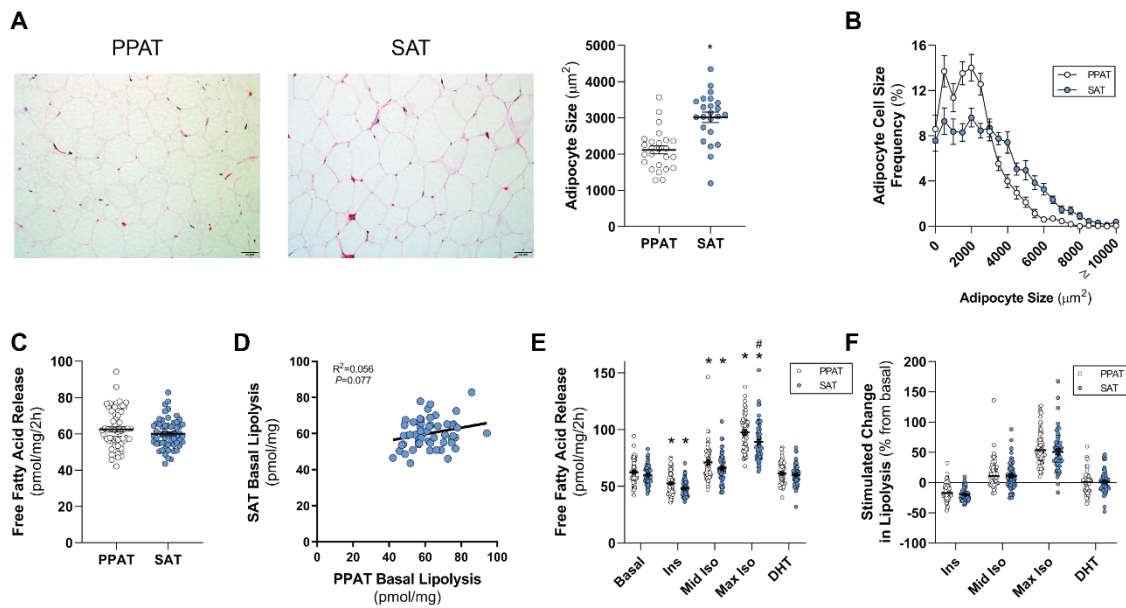 A
PPAT
SAT
Adipocyte Size (μm²)
5000
4000
3000
2000
1000
0
*
PPAT
SAT
B
Adipocyte Cell Size
Frequency (%)
16
12
8
4
0
PPAT
SAT
0
2000
4000
6000
8000
≥ 10000
Adipocyte Size (μm²)
C
Free Fatty Acid Release
(pmol/mg/2h)
100
80
60
40
20
0
PPAT
SAT
D
SAT Basal Lipolysis
(pmol/mg)
100
80
60
40
20
0
R²=0.056
P=0.077
0
20
40
60
80
100
PPAT Basal Lipolysis
(pmol/mg)
E
Free Fatty Acid Release
(pmol/mg/2h)
150
100
50
0
* *
* *
#
* *
PPAT
SAT
Basal
Ins
Mid Iso
Max Iso
DHT
F
Stimulated Change
in Lipolysis (% from basal)
200
150
100
50
0
-50
-100
PPAT
SAT
Ins
Mid Iso
Max Iso
DHT